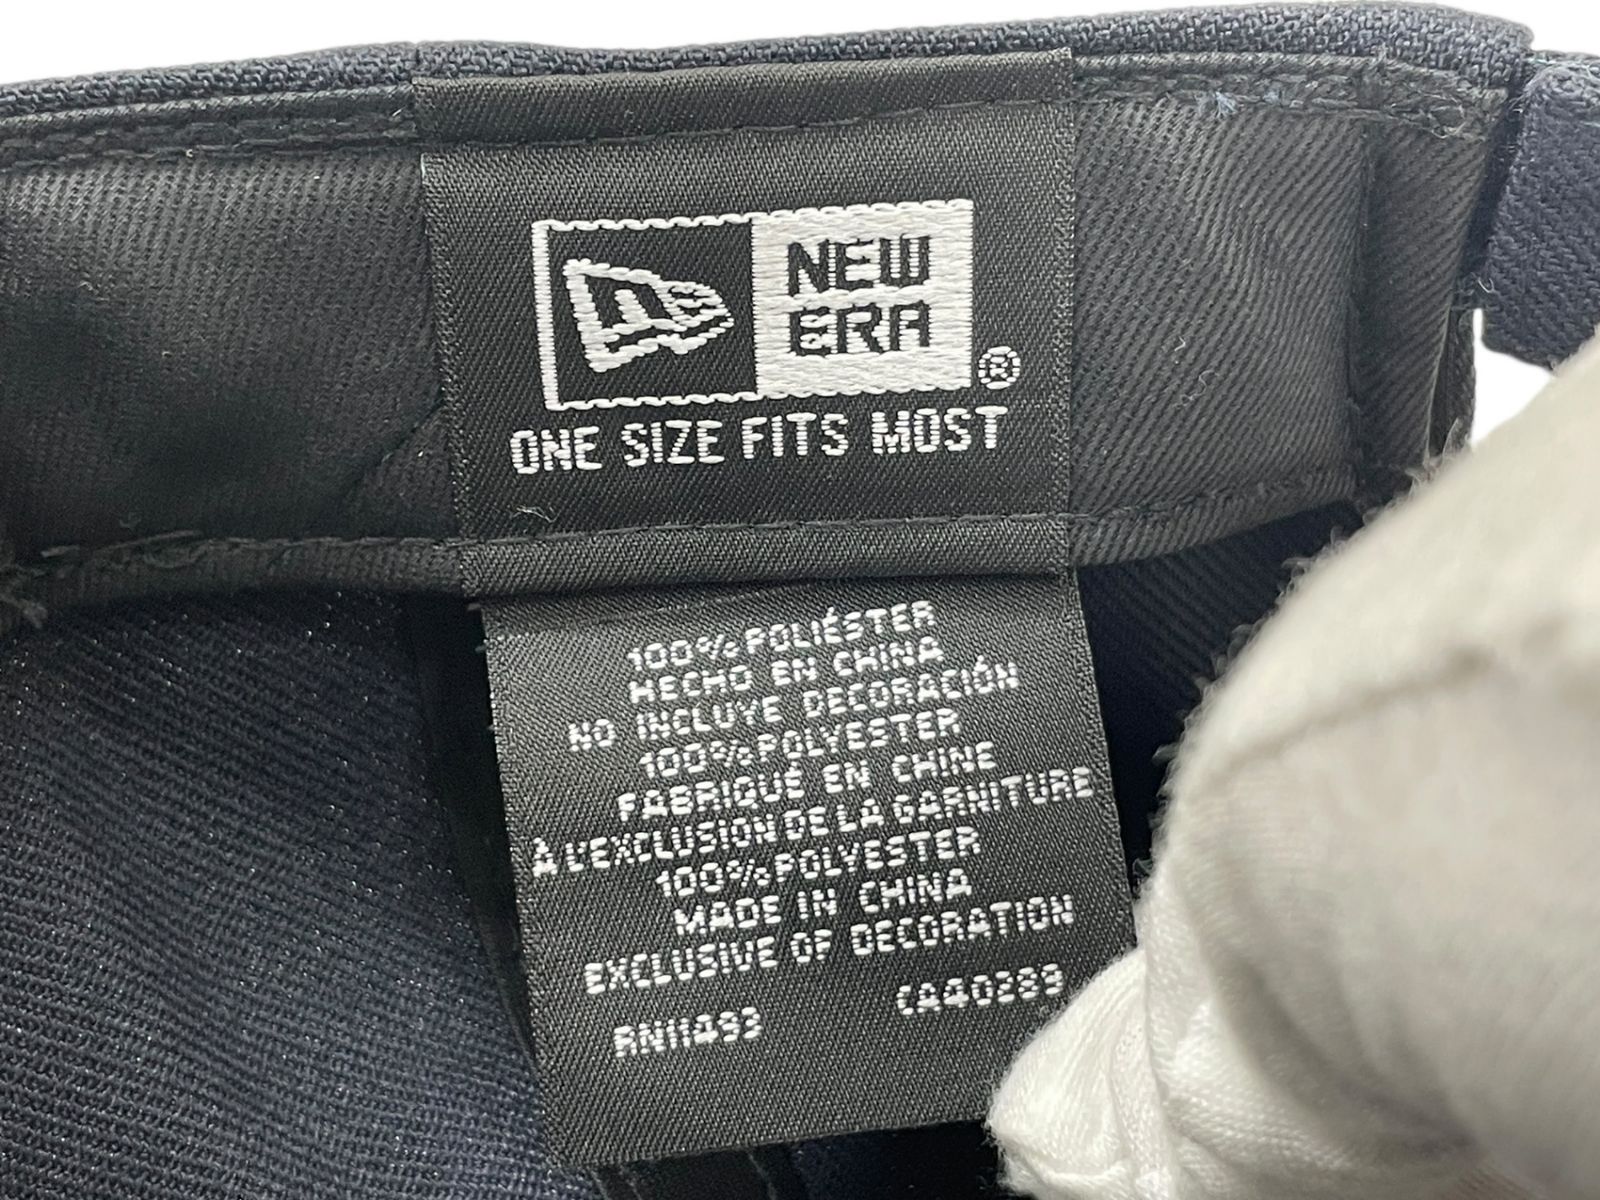 NEW
ERA
®
ONE SIZE FITS MOST
100% POLIÉSTER
HECHO EN CHINA
NO INCLUYE DECORACIÓN
100% POLYESTER
FABRIQUÉ EN CHINE
À L'EXCLUSION DE LA GARNITURE
100% POLYESTER
MADE IN CHINA
EXCLUSIVE OF DECORATION
RN11493